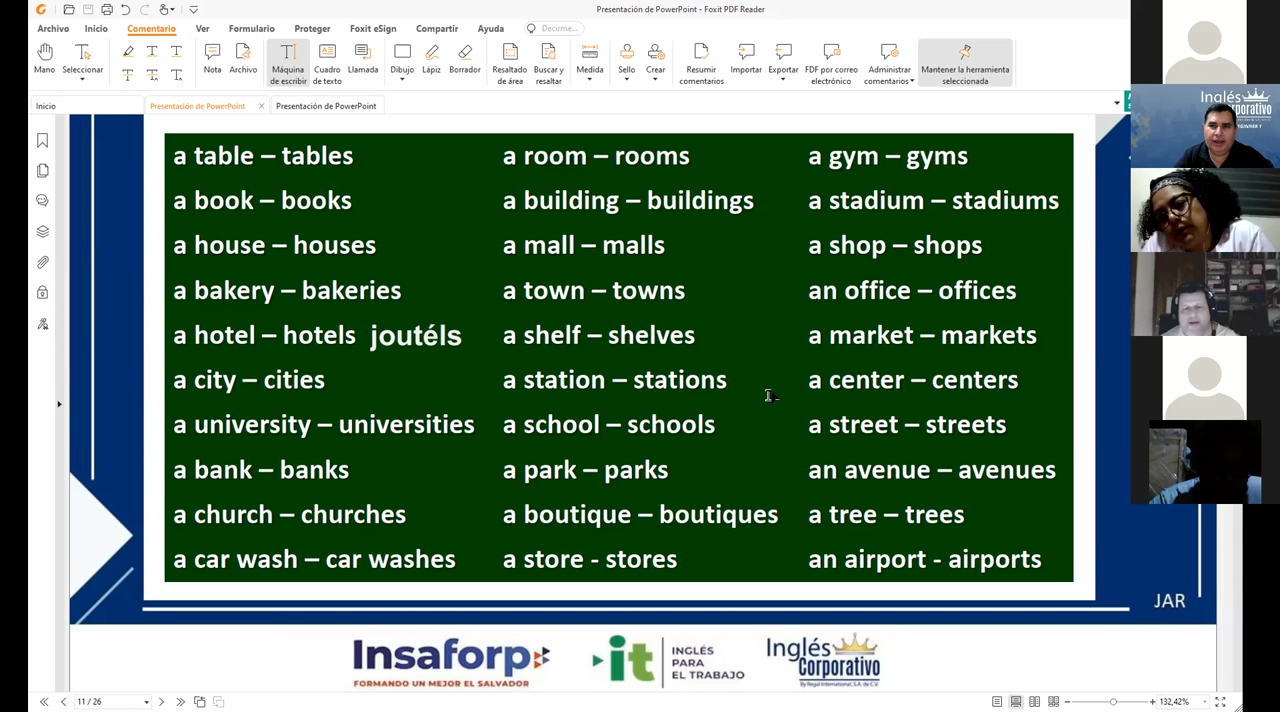 Presentación de PowerPoint - Foxit PDF Reader
Archivo Inicio Comentario Ver Formulario Proteger Foxit eSign Compartir Ayuda Decirme...
Mano Seleccionar Nota Archivo Máquina de escribir Cuadro de texto Llamada Dibujo Lápiz Borrador Resaltado de área Buscar y resaltar Medida Sello Crear Resumir comentarios Importar Exportar PDF por correo electrónico Administrar comentarios Mantener la herramienta seleccionada
Inicio Presentación de PowerPoint Presentación de PowerPoint
Inglés
Corporativo
a table – tables
a book – books
a house – houses
a bakery – bakeries
a hotel – hotels joutéls
a city – cities
a university – universities
a bank – banks
a church – churches
a car wash – car washes
a room – rooms
a building – buildings
a mall – malls
a town – towns
a shelf – shelves
a station – stations
a school – schools
a park – parks
a boutique – boutiques
a store - stores
a gym – gyms
a stadium – stadiums
a shop – shops
an office – offices
a market – markets
a center – centers
a street – streets
an avenue – avenues
a tree – trees
an airport - airports
JAR
Insaforp
FORMANDO UN MEJOR EL SALVADOR
it
INGLÉS
PARA
EL TRABAJO
Inglés
Corporativo
By Regal International, S.A. de C.V.
11 / 26
132,42%